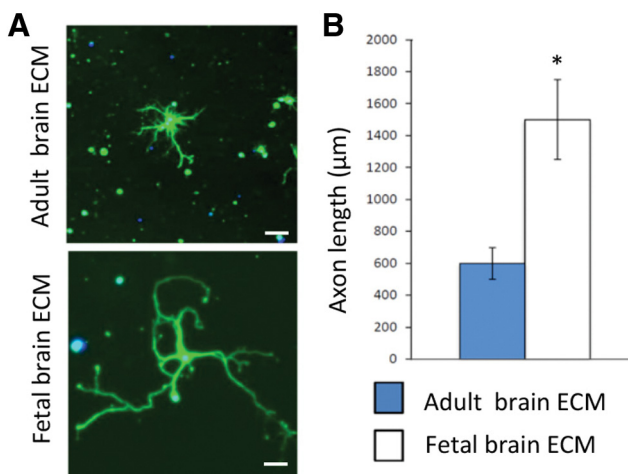 A
Adult brain ECM
Fetal brain ECM
B
Axon length (µm)
2000
1800
1600
1400
1200
1000
800
600
400
200
0
*
Adult brain ECM
Fetal brain ECM